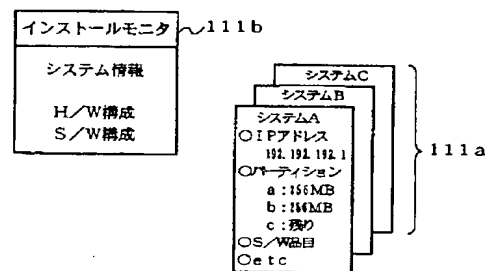 インストールモニタ
111b
システム情報
H/W構成
S/W構成
システムC
システムB
システムA
○IPアドレス
192.192.192.1
○パーティション
a:256MB
b:256MB
c:残り
○S/W品目
○etc
111a